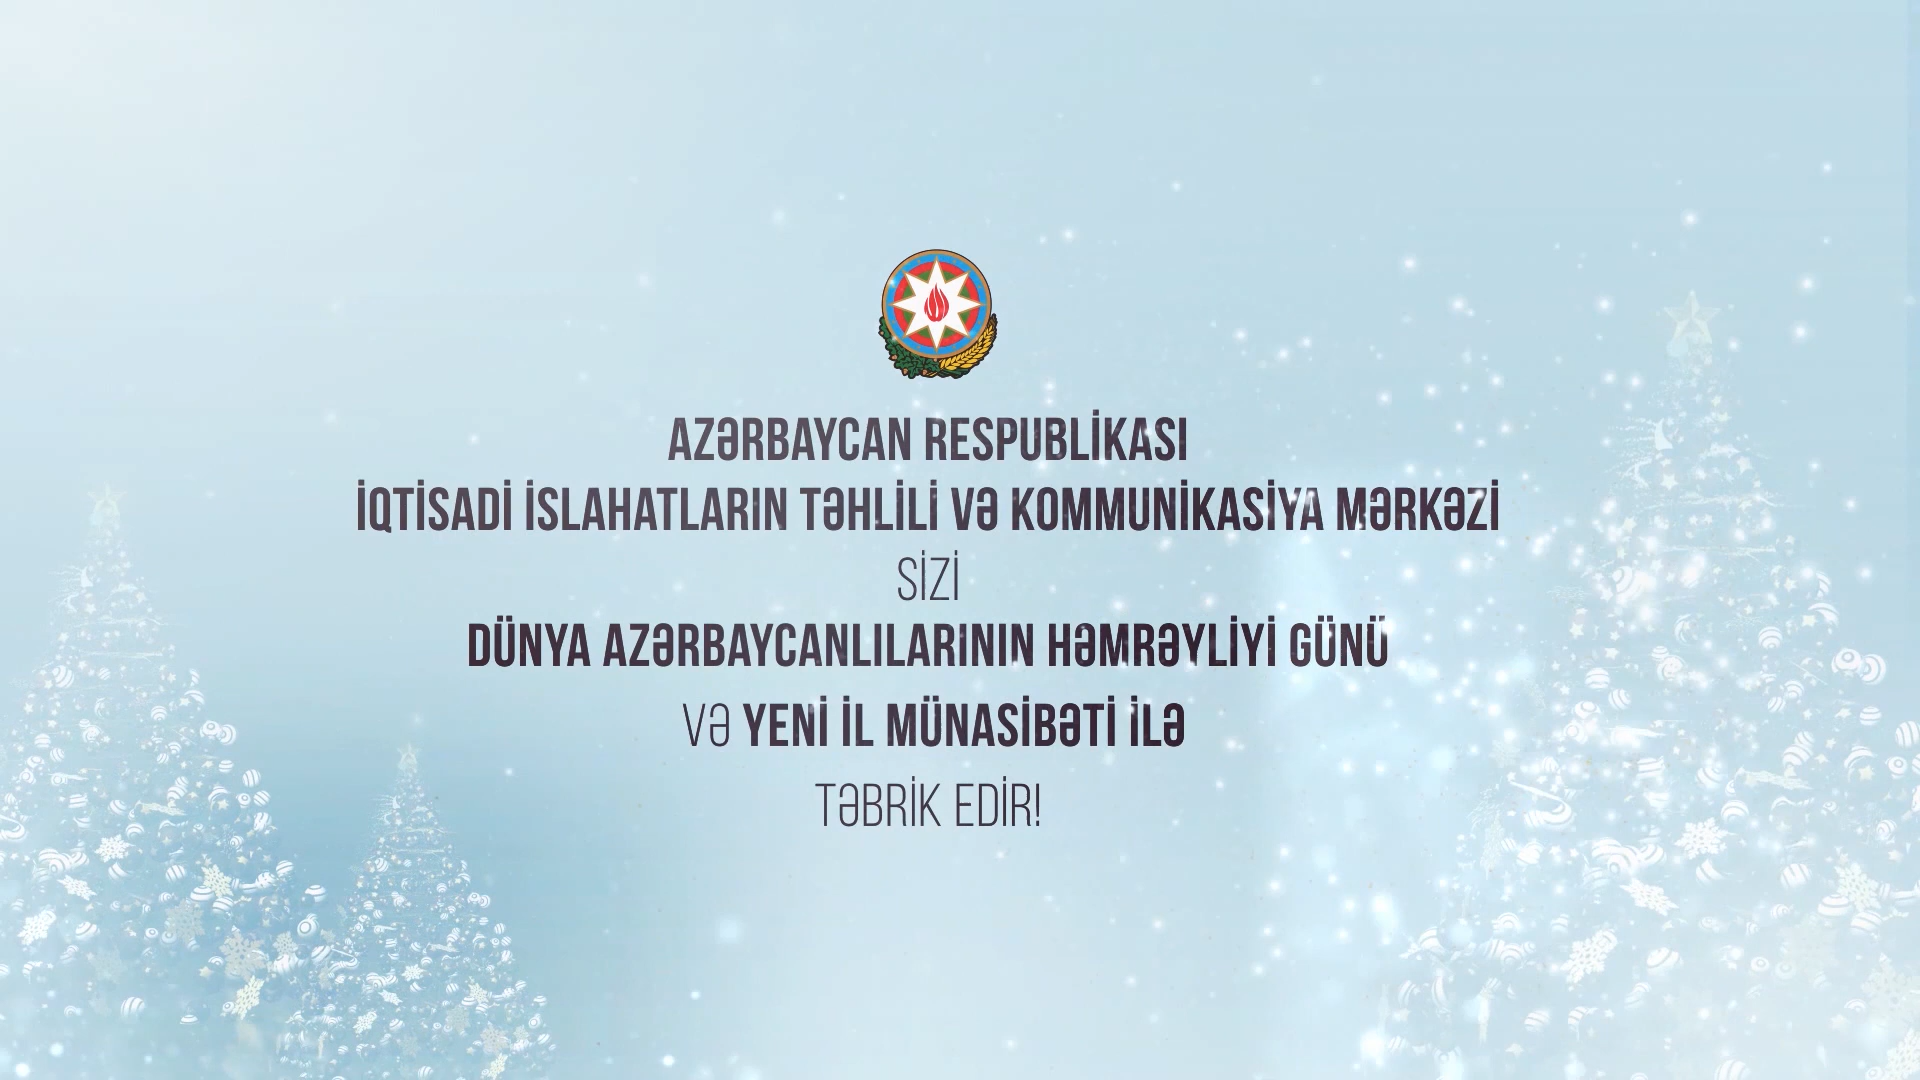 AZƏRBAYCAN RESPUBLİKASI
İQTİSADİ İSLAHATLARIN TƏHLİLİ VƏ KOMMUNİKASİYA MƏRKƏZİ
SİZİ
DÜNYA AZƏRBAYCANLILARININ HƏMRƏYLİYİ GÜNÜ
VƏ YENİ İL MÜNASİBƏTİ İLƏ
TƏBRİK EDİR!